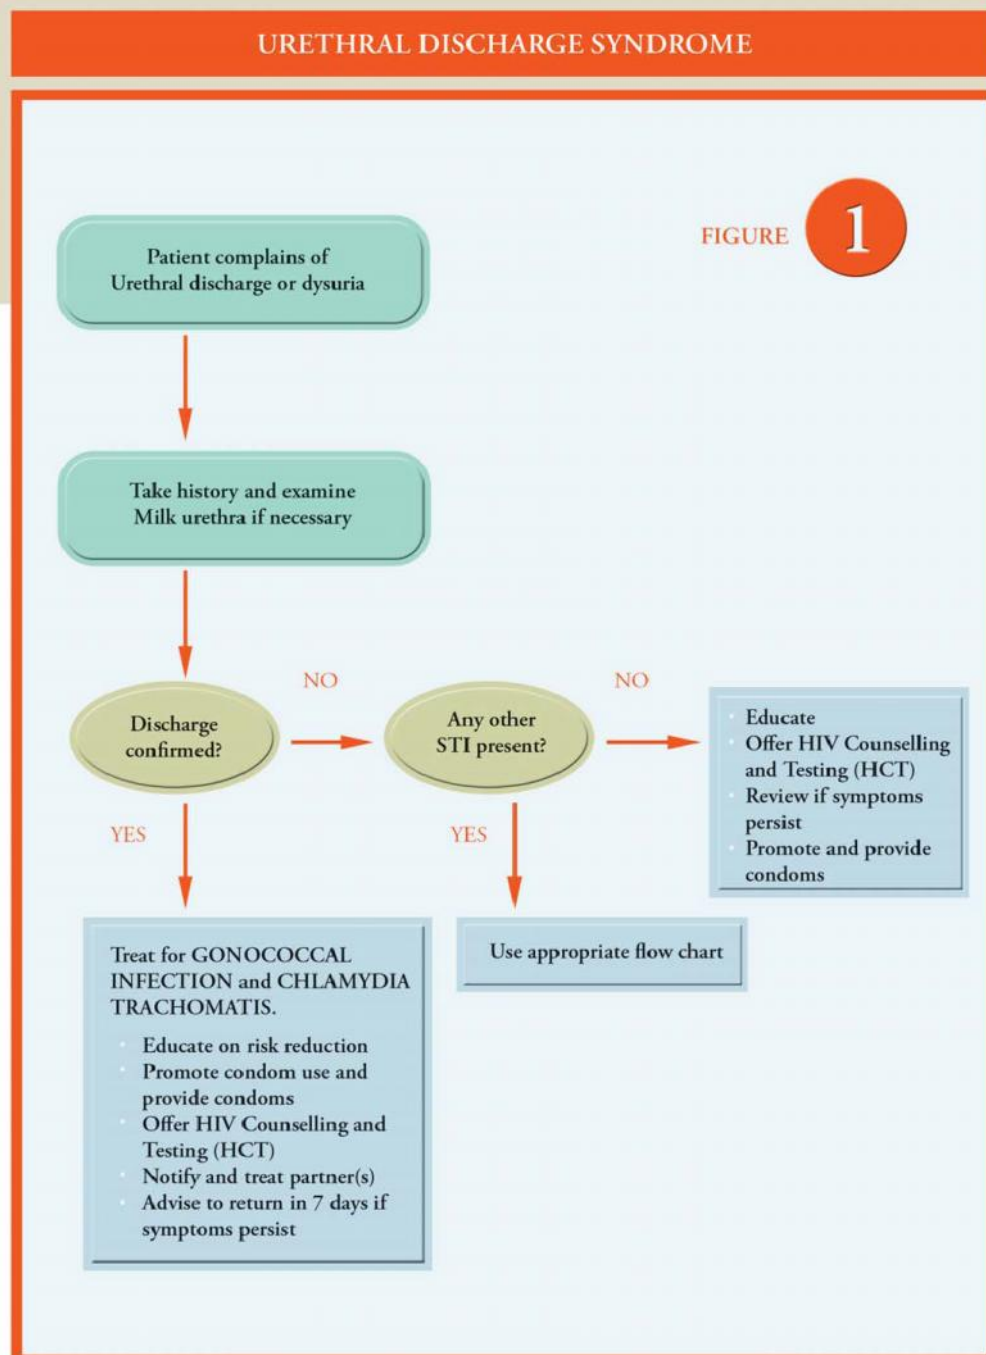 URETHRAL DISCHARGE SYNDROME
FIGURE 1
Patient complains of
Urethral discharge or dysuria
Take history and examine
Milk urethra if necessary
Discharge
confirmed?
NO
Any other
STI present?
NO
• Educate
• Offer HIV Counselling
and Testing (HCT)
• Review if symptoms
persist
• Promote and provide
condoms
YES
YES
Treat for GONOCOCCAL
INFECTION and CHLAMYDIA
TRACHOMATIS.
• Educate on risk reduction
• Promote condom use and
provide condoms
• Offer HIV Counselling and
Testing (HCT)
• Notify and treat partner(s)
• Advise to return in 7 days if
symptoms persist
Use appropriate flow chart